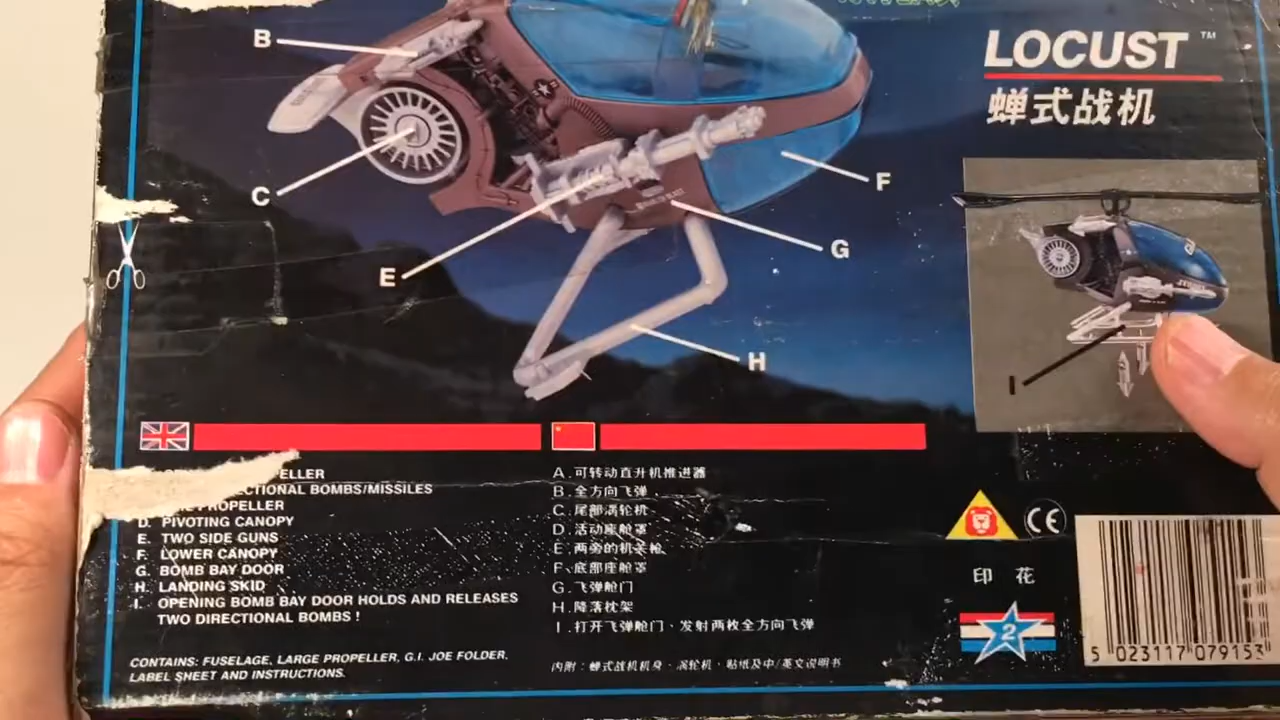 LOCUST™
蝉式战机
B
C
E
F
G
H
I
PELLER
ECTIONAL BOMBS/MISSILES
PROPELLER
D. PIVOTING CANOPY
E. TWO SIDE GUNS
F. LOWER CANOPY
G. BOMB BAY DOOR
H. LANDING SKID
I. OPENING BOMB BAY DOOR HOLDS AND RELEASES
TWO DIRECTIONAL BOMBS !
CONTAINS: FUSELAGE, LARGE PROPELLER, G.I. JOE FOLDER,
LABEL SHEET AND INSTRUCTIONS.
A.可转动直升机推进器
B.全方向飞弹
C.尾部涡轮机
D.活动座舱罩
E.两旁的机关枪
F.底部座舱罩
G.飞弹舱门
H.降落枕架
I.打开飞弹舱门、发射两枚全方向飞弹
内附：蝉式战机机身·涡轮机·贴纸及中/英文说明书
CE
印 花
2
5 023117 079153